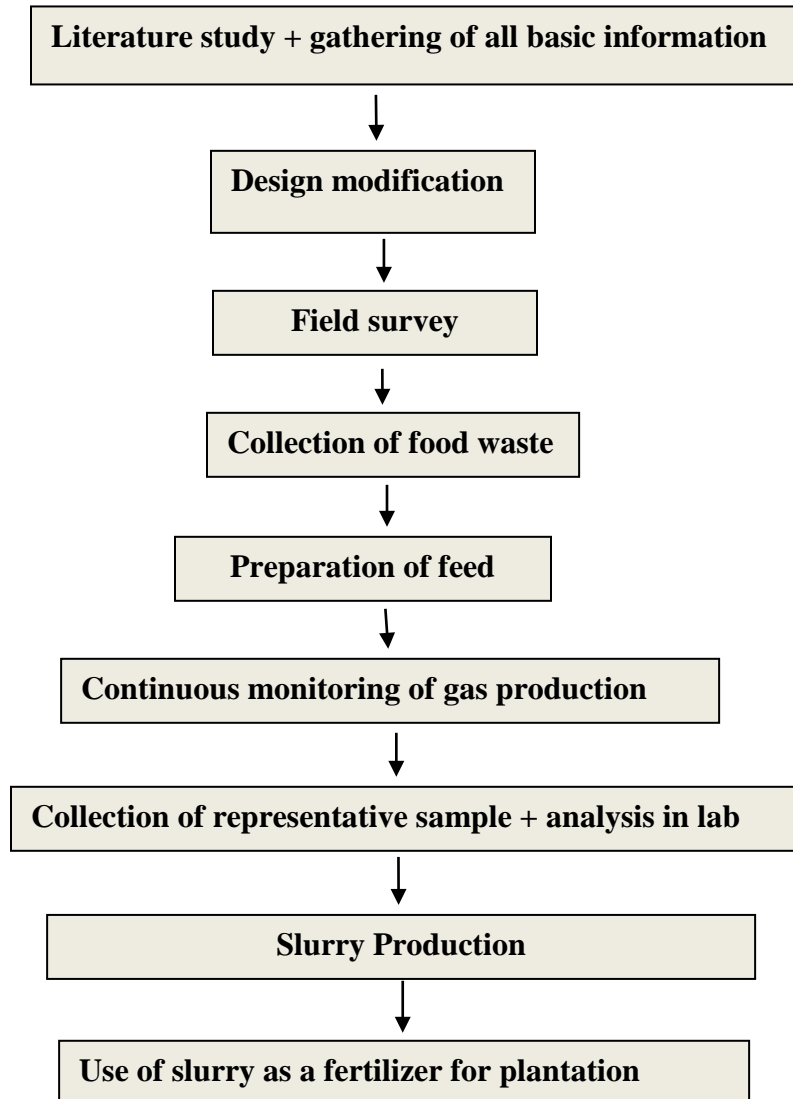 Literature study + gathering of all basic information
Design modification
Field survey
Collection of food waste
Preparation of feed
Continuous monitoring of gas production
Collection of representative sample + analysis in lab
Slurry Production
Use of slurry as a fertilizer for plantation